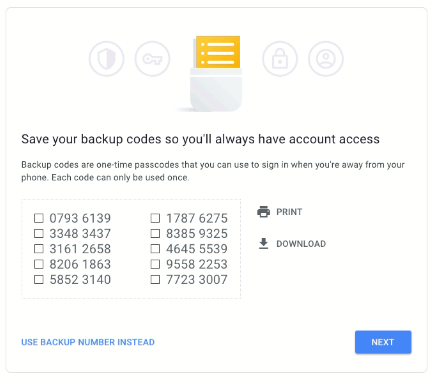 Save your backup codes so you'll always have account access
Backup codes are one-time passcodes that you can use to sign in when you're away from your
phone. Each code can only be used once.
0793 6139
3348 3437
3161 2658
8206 1863
5852 3140
1787 6275
8385 9325
4645 5539
9558 2253
7723 3007
PRINT
DOWNLOAD
USE BACKUP NUMBER INSTEAD
NEXT